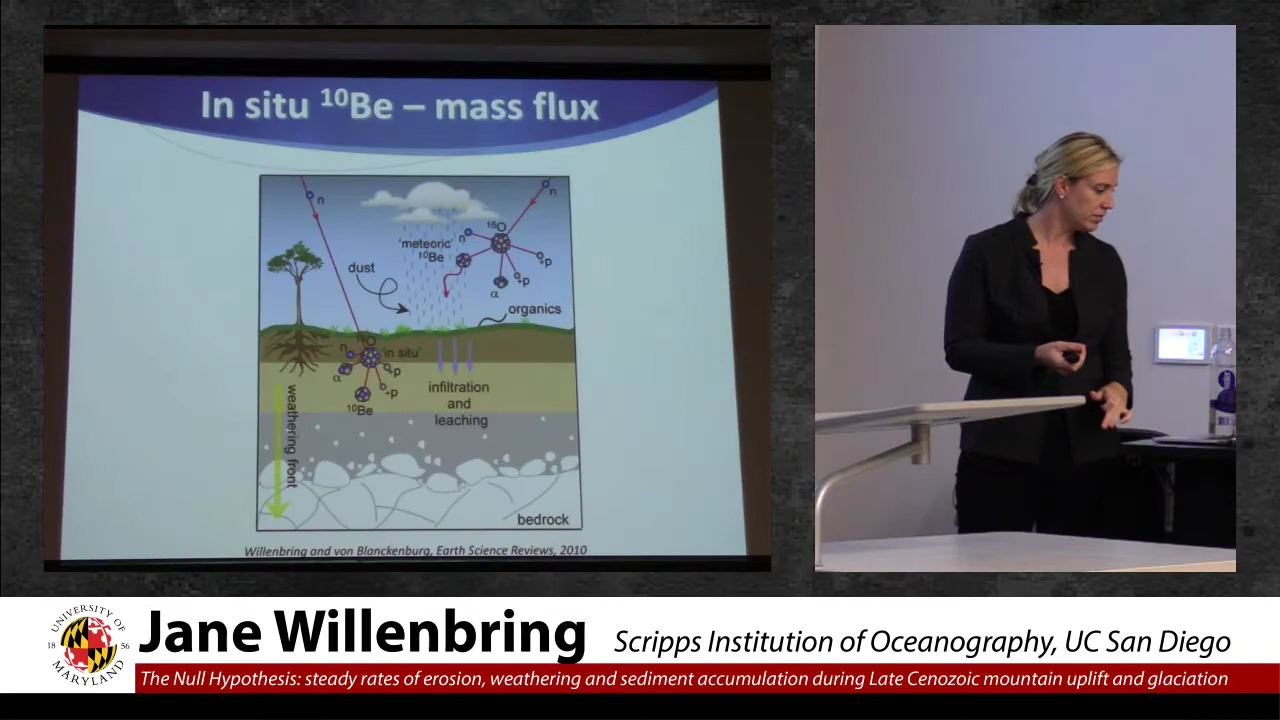 In situ ¹⁰Be – mass flux
n
n
¹⁶O
'meteoric'
¹⁰Be
n
dust
+p
+p
α
organics
O
n
'in situ'
α
+p
+p
¹⁰Be
infiltration
and
leaching
weathering front
bedrock
Willenbring and von Blanckenburg, Earth Science Reviews, 2010
UNIVERSITY OF
18 56
MARYLAND
Jane Willenbring
Scripps Institution of Oceanography, UC San Diego
The Null Hypothesis: steady rates of erosion, weathering and sediment accumulation during Late Cenozoic mountain uplift and glaciation